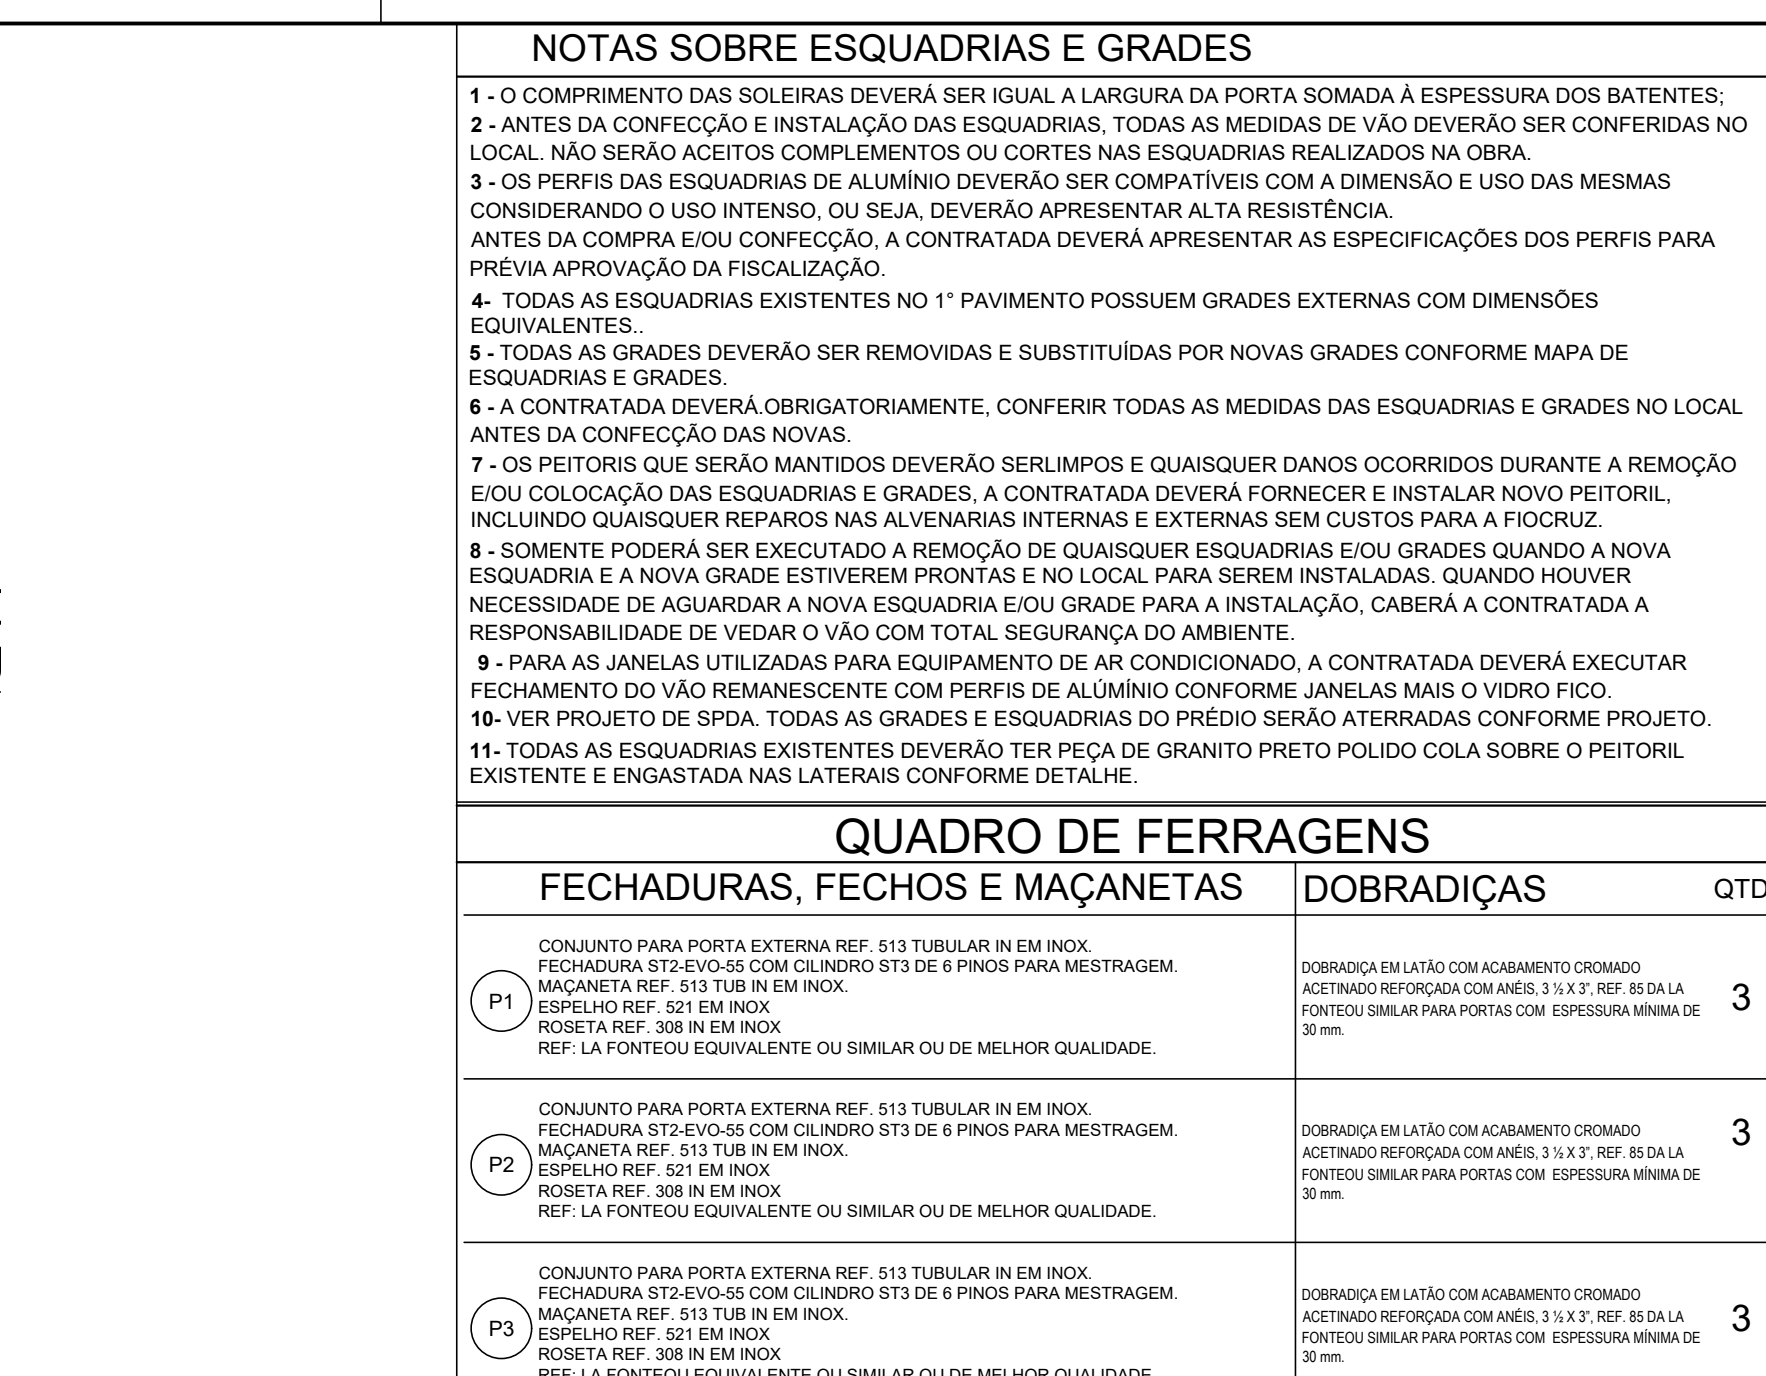 NOTAS SOBRE ESQUADRIAS E GRADES
1 - O COMPRIMENTO DAS SOLEIRAS DEVERÁ SER IGUAL A LARGURA DA PORTA SOMADA À ESPESSURA DOS BATENTES;
2 - ANTES DA CONFECÇÃO E INSTALAÇÃO DAS ESQUADRIAS, TODAS AS MEDIDAS DE VÃO DEVERÃO SER CONFERIDAS NO
LOCAL. NÃO SERÃO ACEITOS COMPLEMENTOS OU CORTES NAS ESQUADRIAS REALIZADOS NA OBRA.
3 - OS PERFIS DAS ESQUADRIAS DE ALUMÍNIO DEVERÃO SER COMPATÍVEIS COM A DIMENSÃO E USO DAS MESMAS
CONSIDERANDO O USO INTENSO, OU SEJA, DEVERÃO APRESENTAR ALTA RESISTÊNCIA.
ANTES DA COMPRA E/OU CONFECÇÃO, A CONTRATADA DEVERÁ APRESENTAR AS ESPECIFICAÇÕES DOS PERFIS PARA
PRÉVIA APROVAÇÃO DA FISCALIZAÇÃO.
4- TODAS AS ESQUADRIAS EXISTENTES NO 1° PAVIMENTO POSSUEM GRADES EXTERNAS COM DIMENSÕES
EQUIVALENTES..
5 - TODAS AS GRADES DEVERÃO SER REMOVIDAS E SUBSTITUÍDAS POR NOVAS GRADES CONFORME MAPA DE
ESQUADRIAS E GRADES.
6 - A CONTRATADA DEVERÁ.OBRIGATORIAMENTE, CONFERIR TODAS AS MEDIDAS DAS ESQUADRIAS E GRADES NO LOCAL
ANTES DA CONFECÇÃO DAS NOVAS.
7 - OS PEITORIS QUE SERÃO MANTIDOS DEVERÃO SERLIMPOS E QUAISQUER DANOS OCORRIDOS DURANTE A REMOÇÃO
E/OU COLOCAÇÃO DAS ESQUADRIAS E GRADES, A CONTRATADA DEVERÁ FORNECER E INSTALAR NOVO PEITORIL,
INCLUINDO QUAISQUER REPAROS NAS ALVENARIAS INTERNAS E EXTERNAS SEM CUSTOS PARA A FIOCRUZ.
8 - SOMENTE PODERÁ SER EXECUTADO A REMOÇÃO DE QUAISQUER ESQUADRIAS E/OU GRADES QUANDO A NOVA
ESQUADRIA E A NOVA GRADE ESTIVEREM PRONTAS E NO LOCAL PARA SEREM INSTALADAS. QUANDO HOUVER
NECESSIDADE DE AGUARDAR A NOVA ESQUADRIA E/OU GRADE PARA A INSTALAÇÃO, CABERÁ A CONTRATADA A
RESPONSABILIDADE DE VEDAR O VÃO COM TOTAL SEGURANÇA DO AMBIENTE.
9 - PARA AS JANELAS UTILIZADAS PARA EQUIPAMENTO DE AR CONDICIONADO, A CONTRATADA DEVERÁ EXECUTAR
FECHAMENTO DO VÃO REMANESCENTE COM PERFIS DE ALÚMÍNIO CONFORME JANELAS MAIS O VIDRO FICO.
10- VER PROJETO DE SPDA. TODAS AS GRADES E ESQUADRIAS DO PRÉDIO SERÃO ATERRADAS CONFORME PROJETO.
11- TODAS AS ESQUADRIAS EXISTENTES DEVERÃO TER PEÇA DE GRANITO PRETO POLIDO COLA SOBRE O PEITORIL
EXISTENTE E ENGASTADA NAS LATERAIS CONFORME DETALHE.
QUADRO DE FERRAGENS
FECHADURAS, FECHOS E MAÇANETAS
DOBRADIÇAS
QTD
P1
CONJUNTO PARA PORTA EXTERNA REF. 513 TUBULAR IN EM INOX.
FECHADURA ST2-EVO-55 COM CILINDRO ST3 DE 6 PINOS PARA MESTRAGEM.
MAÇANETA REF. 513 TUB IN EM INOX.
ESPELHO REF. 521 EM INOX
ROSETA REF. 308 IN EM INOX
REF: LA FONTEOU EQUIVALENTE OU SIMILAR OU DE MELHOR QUALIDADE.
DOBRADIÇA EM LATÃO COM ACABAMENTO CROMADO
ACETINADO REFORÇADA COM ANÉIS, 3 ½ X 3”, REF. 85 DA LA
FONTEOU SIMILAR PARA PORTAS COM ESPESSURA MÍNIMA DE
30 mm.
3
P2
CONJUNTO PARA PORTA EXTERNA REF. 513 TUBULAR IN EM INOX.
FECHADURA ST2-EVO-55 COM CILINDRO ST3 DE 6 PINOS PARA MESTRAGEM.
MAÇANETA REF. 513 TUB IN EM INOX.
ESPELHO REF. 521 EM INOX
ROSETA REF. 308 IN EM INOX
REF: LA FONTEOU EQUIVALENTE OU SIMILAR OU DE MELHOR QUALIDADE.
DOBRADIÇA EM LATÃO COM ACABAMENTO CROMADO
ACETINADO REFORÇADA COM ANÉIS, 3 ½ X 3”, REF. 85 DA LA
FONTEOU SIMILAR PARA PORTAS COM ESPESSURA MÍNIMA DE
30 mm.
3
P3
CONJUNTO PARA PORTA EXTERNA REF. 513 TUBULAR IN EM INOX.
FECHADURA ST2-EVO-55 COM CILINDRO ST3 DE 6 PINOS PARA MESTRAGEM.
MAÇANETA REF. 513 TUB IN EM INOX.
ESPELHO REF. 521 EM INOX
ROSETA REF. 308 IN EM INOX
REF: LA FONTEOU EQUIVALENTE OU SIMILAR OU DE MELHOR QUALIDADE.
DOBRADIÇA EM LATÃO COM ACABAMENTO CROMADO
ACETINADO REFORÇADA COM ANÉIS, 3 ½ X 3”, REF. 85 DA LA
FONTEOU SIMILAR PARA PORTAS COM ESPESSURA MÍNIMA DE
30 mm.
3